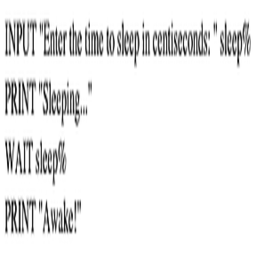 INPUT "Enter the time to sleep in centiseconds: " sleep%
PRINT "Sleeping..."
WAIT sleep%
PRINT "Awake!"